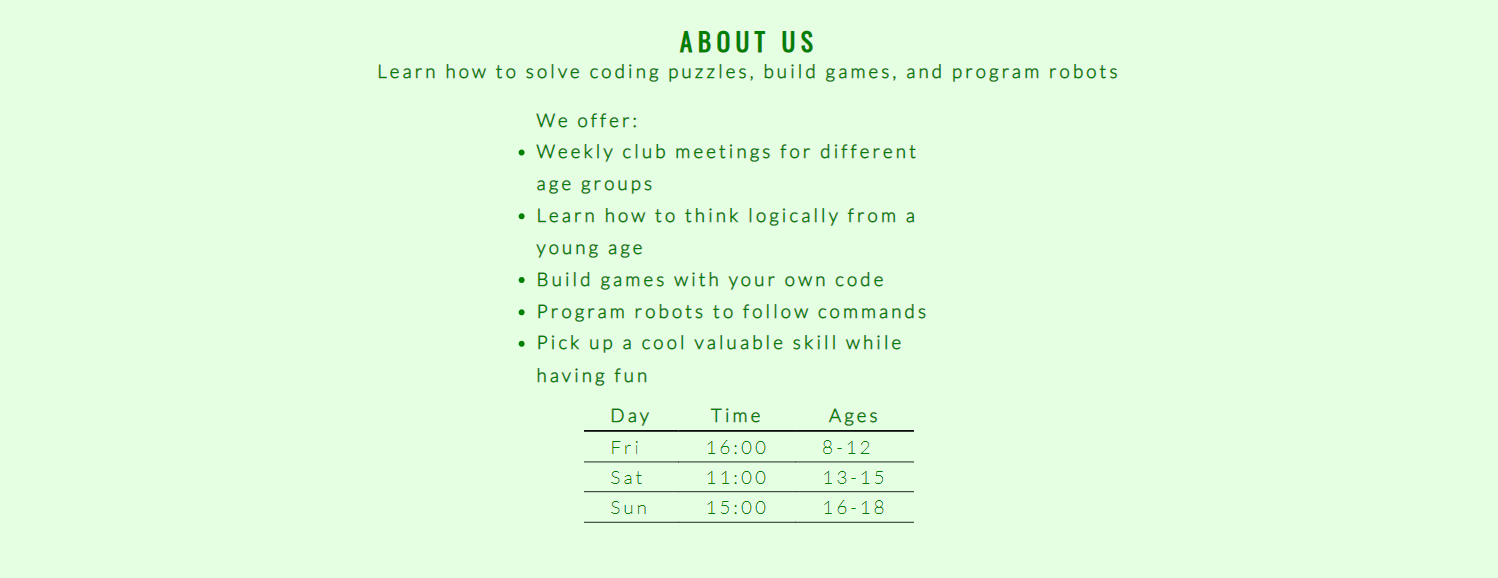 ABOUT US
Learn how to solve coding puzzles, build games, and program robots
We offer:
• Weekly club meetings for different
age groups
• Learn how to think logically from a
young age
• Build games with your own code
• Program robots to follow commands
• Pick up a cool valuable skill while
having fun
Day Time Ages
Fri 16:00 8-12
Sat 11:00 13-15
Sun 15:00 16-18